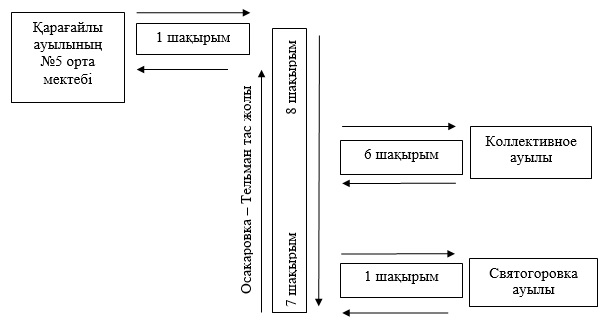 Қарағайлы
ауылының
№5 орта
мектебі
1 шақырым
8 шақырым
Осакаровка – Тельман тас жолы
6 шақырым
Коллективное
ауылы
7 шақырым
1 шақырым
Святогоровка
ауылы